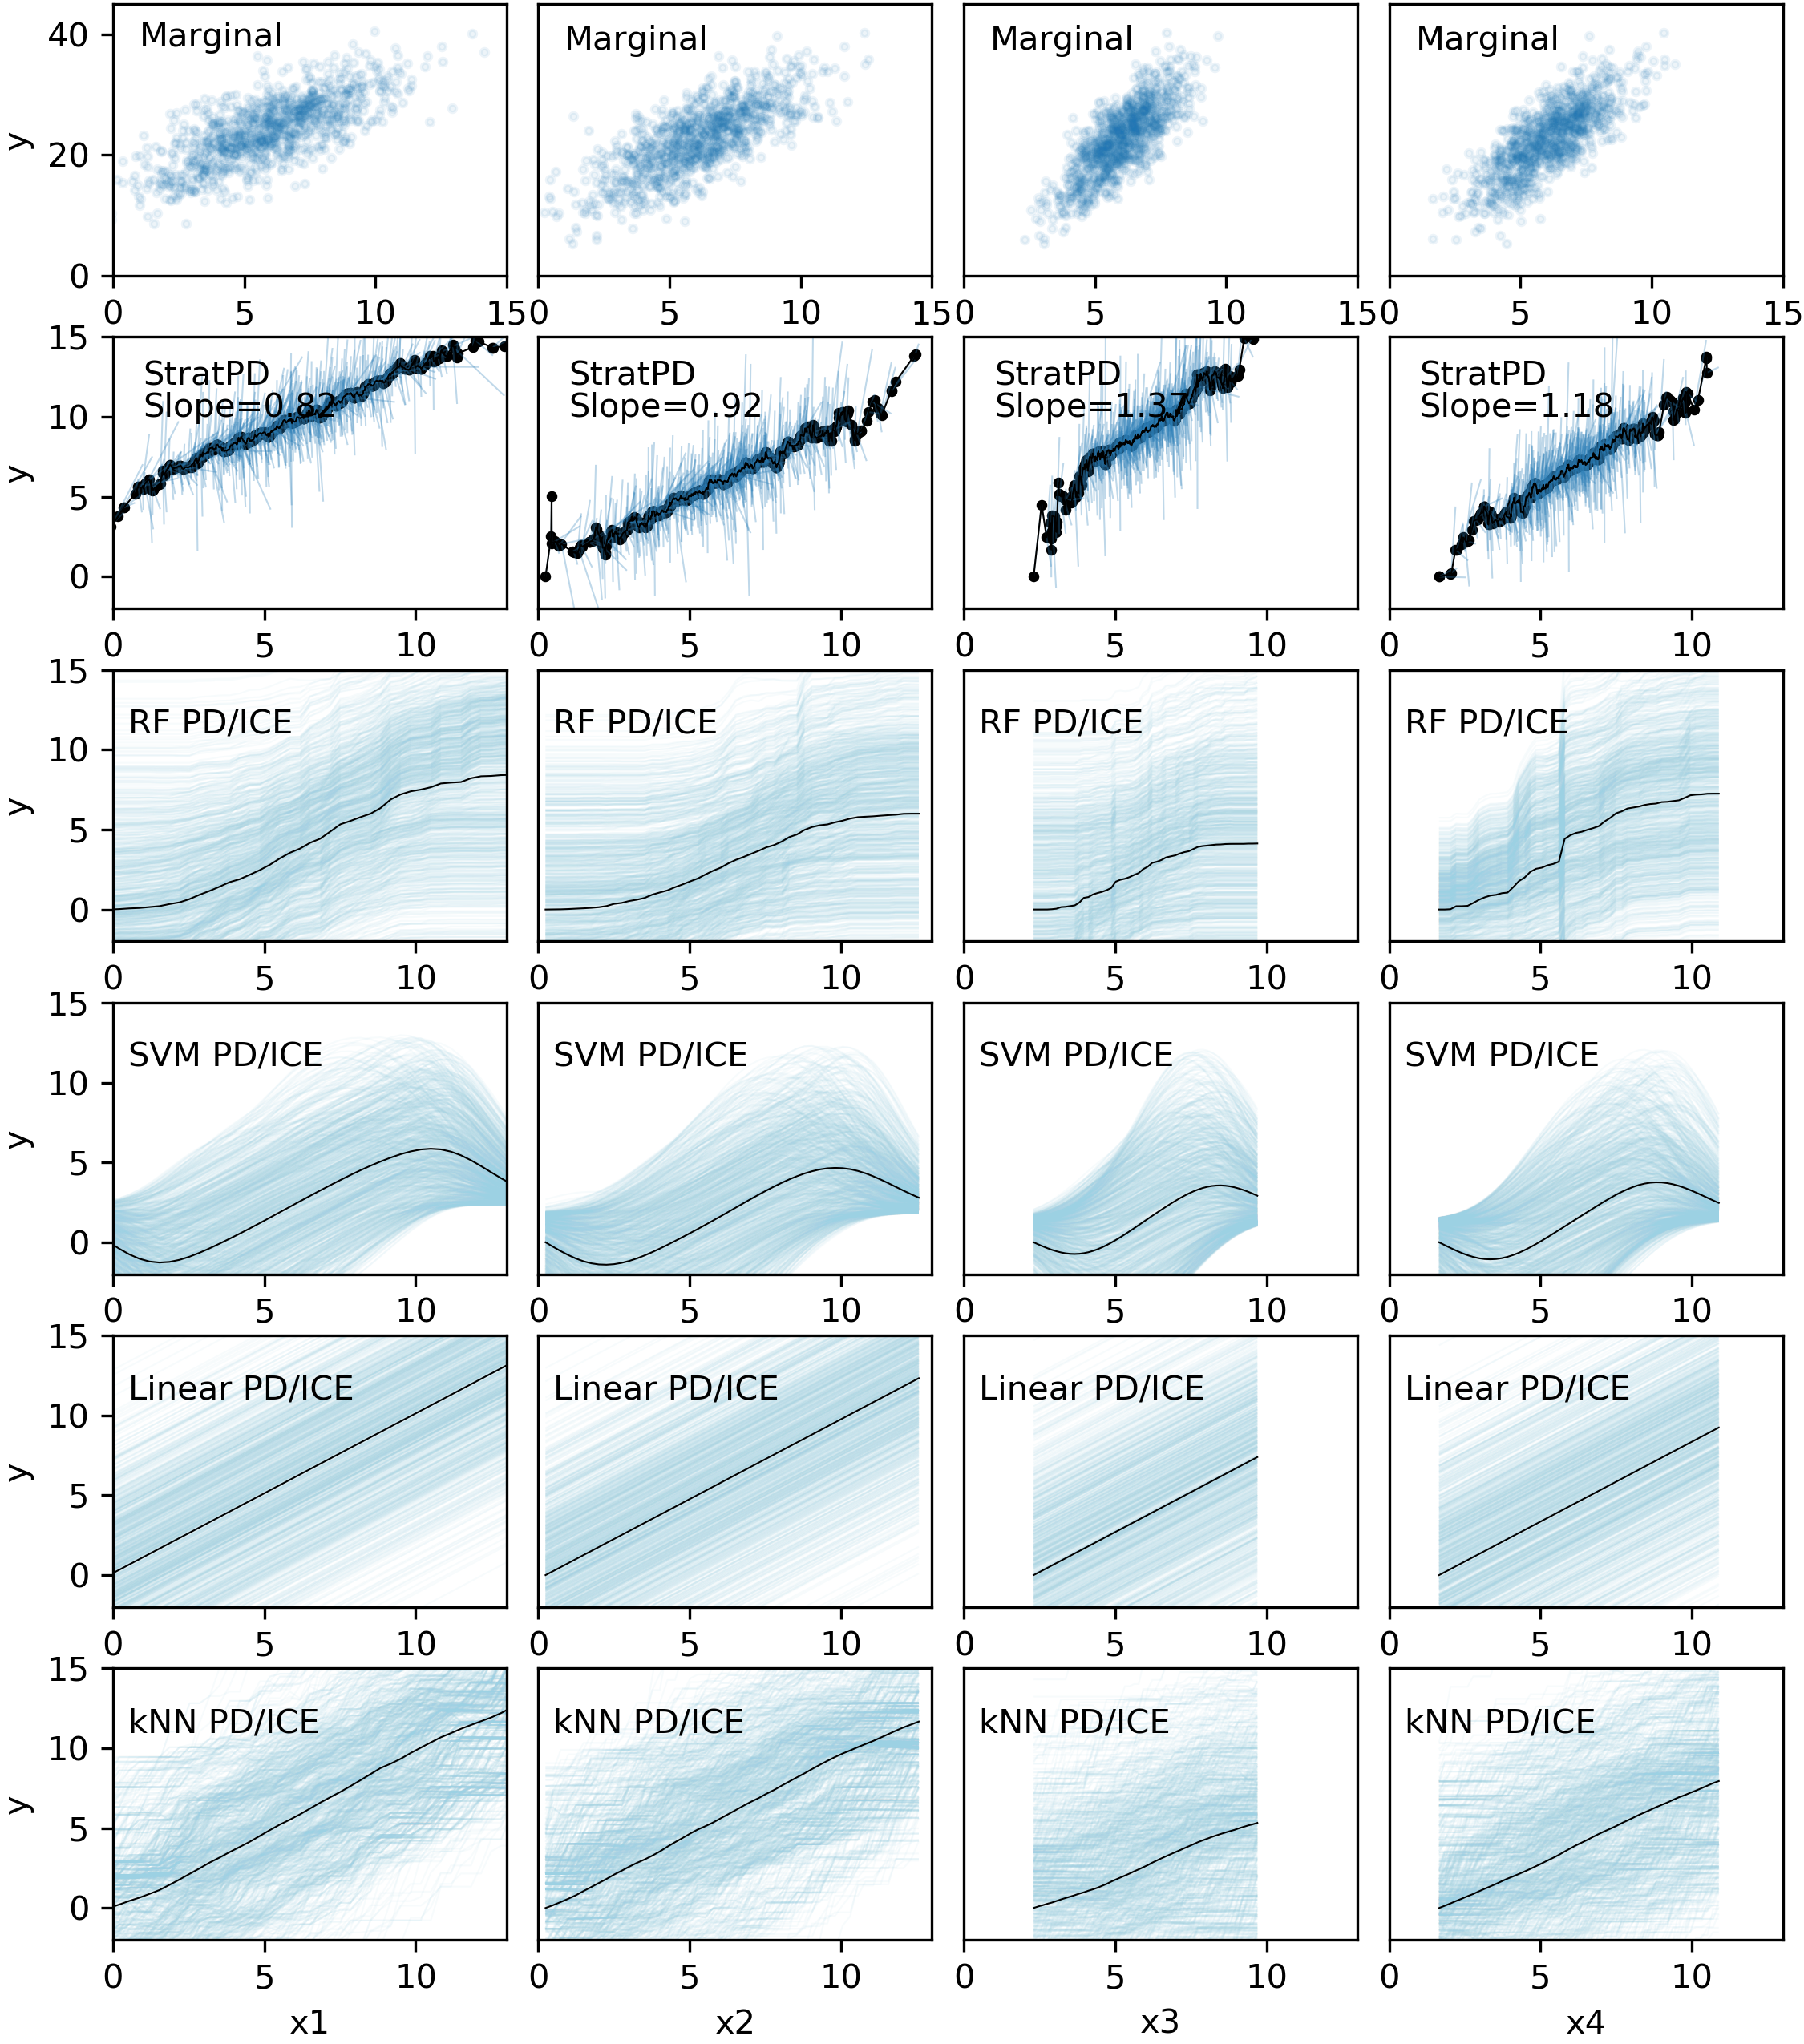 Marginal Marginal Marginal Marginal
y
40
20
0
0 5 10 15 0 5 10 15 0 5 10 15 0 5 10 15
StratPD StratPD StratPD StratPD
Slope=0.82 Slope=0.92 Slope=1.37 Slope=1.18
y
15
10
5
0
0 5 10 0 5 10 0 5 10 0 5 10
RF PD/ICE RF PD/ICE RF PD/ICE RF PD/ICE
y
15
10
5
0
0 5 10 0 5 10 0 5 10 0 5 10
SVM PD/ICE SVM PD/ICE SVM PD/ICE SVM PD/ICE
y
15
10
5
0
0 5 10 0 5 10 0 5 10 0 5 10
Linear PD/ICE Linear PD/ICE Linear PD/ICE Linear PD/ICE
y
15
10
5
0
0 5 10 0 5 10 0 5 10 0 5 10
kNN PD/ICE kNN PD/ICE kNN PD/ICE kNN PD/ICE
y
15
10
5
0
0 5 10 0 5 10 0 5 10 0 5 10
x1 x2 x3 x4